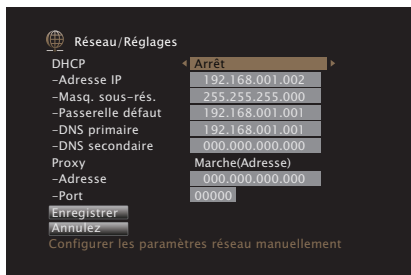 Réseau/Réglages
DHCP Arrêt
–Adresse IP 192.168.001.002
–Masq. sous-rés. 255.255.255.000
–Passerelle défaut 192.168.001.001
–DNS primaire 192.168.001.001
–DNS secondaire 000.000.000.000
Proxy Marche(Adresse)
–Adresse 000.000.000.000
–Port 00000
Enregistrer
Annulez
Configurer les paramètres réseau manuellement